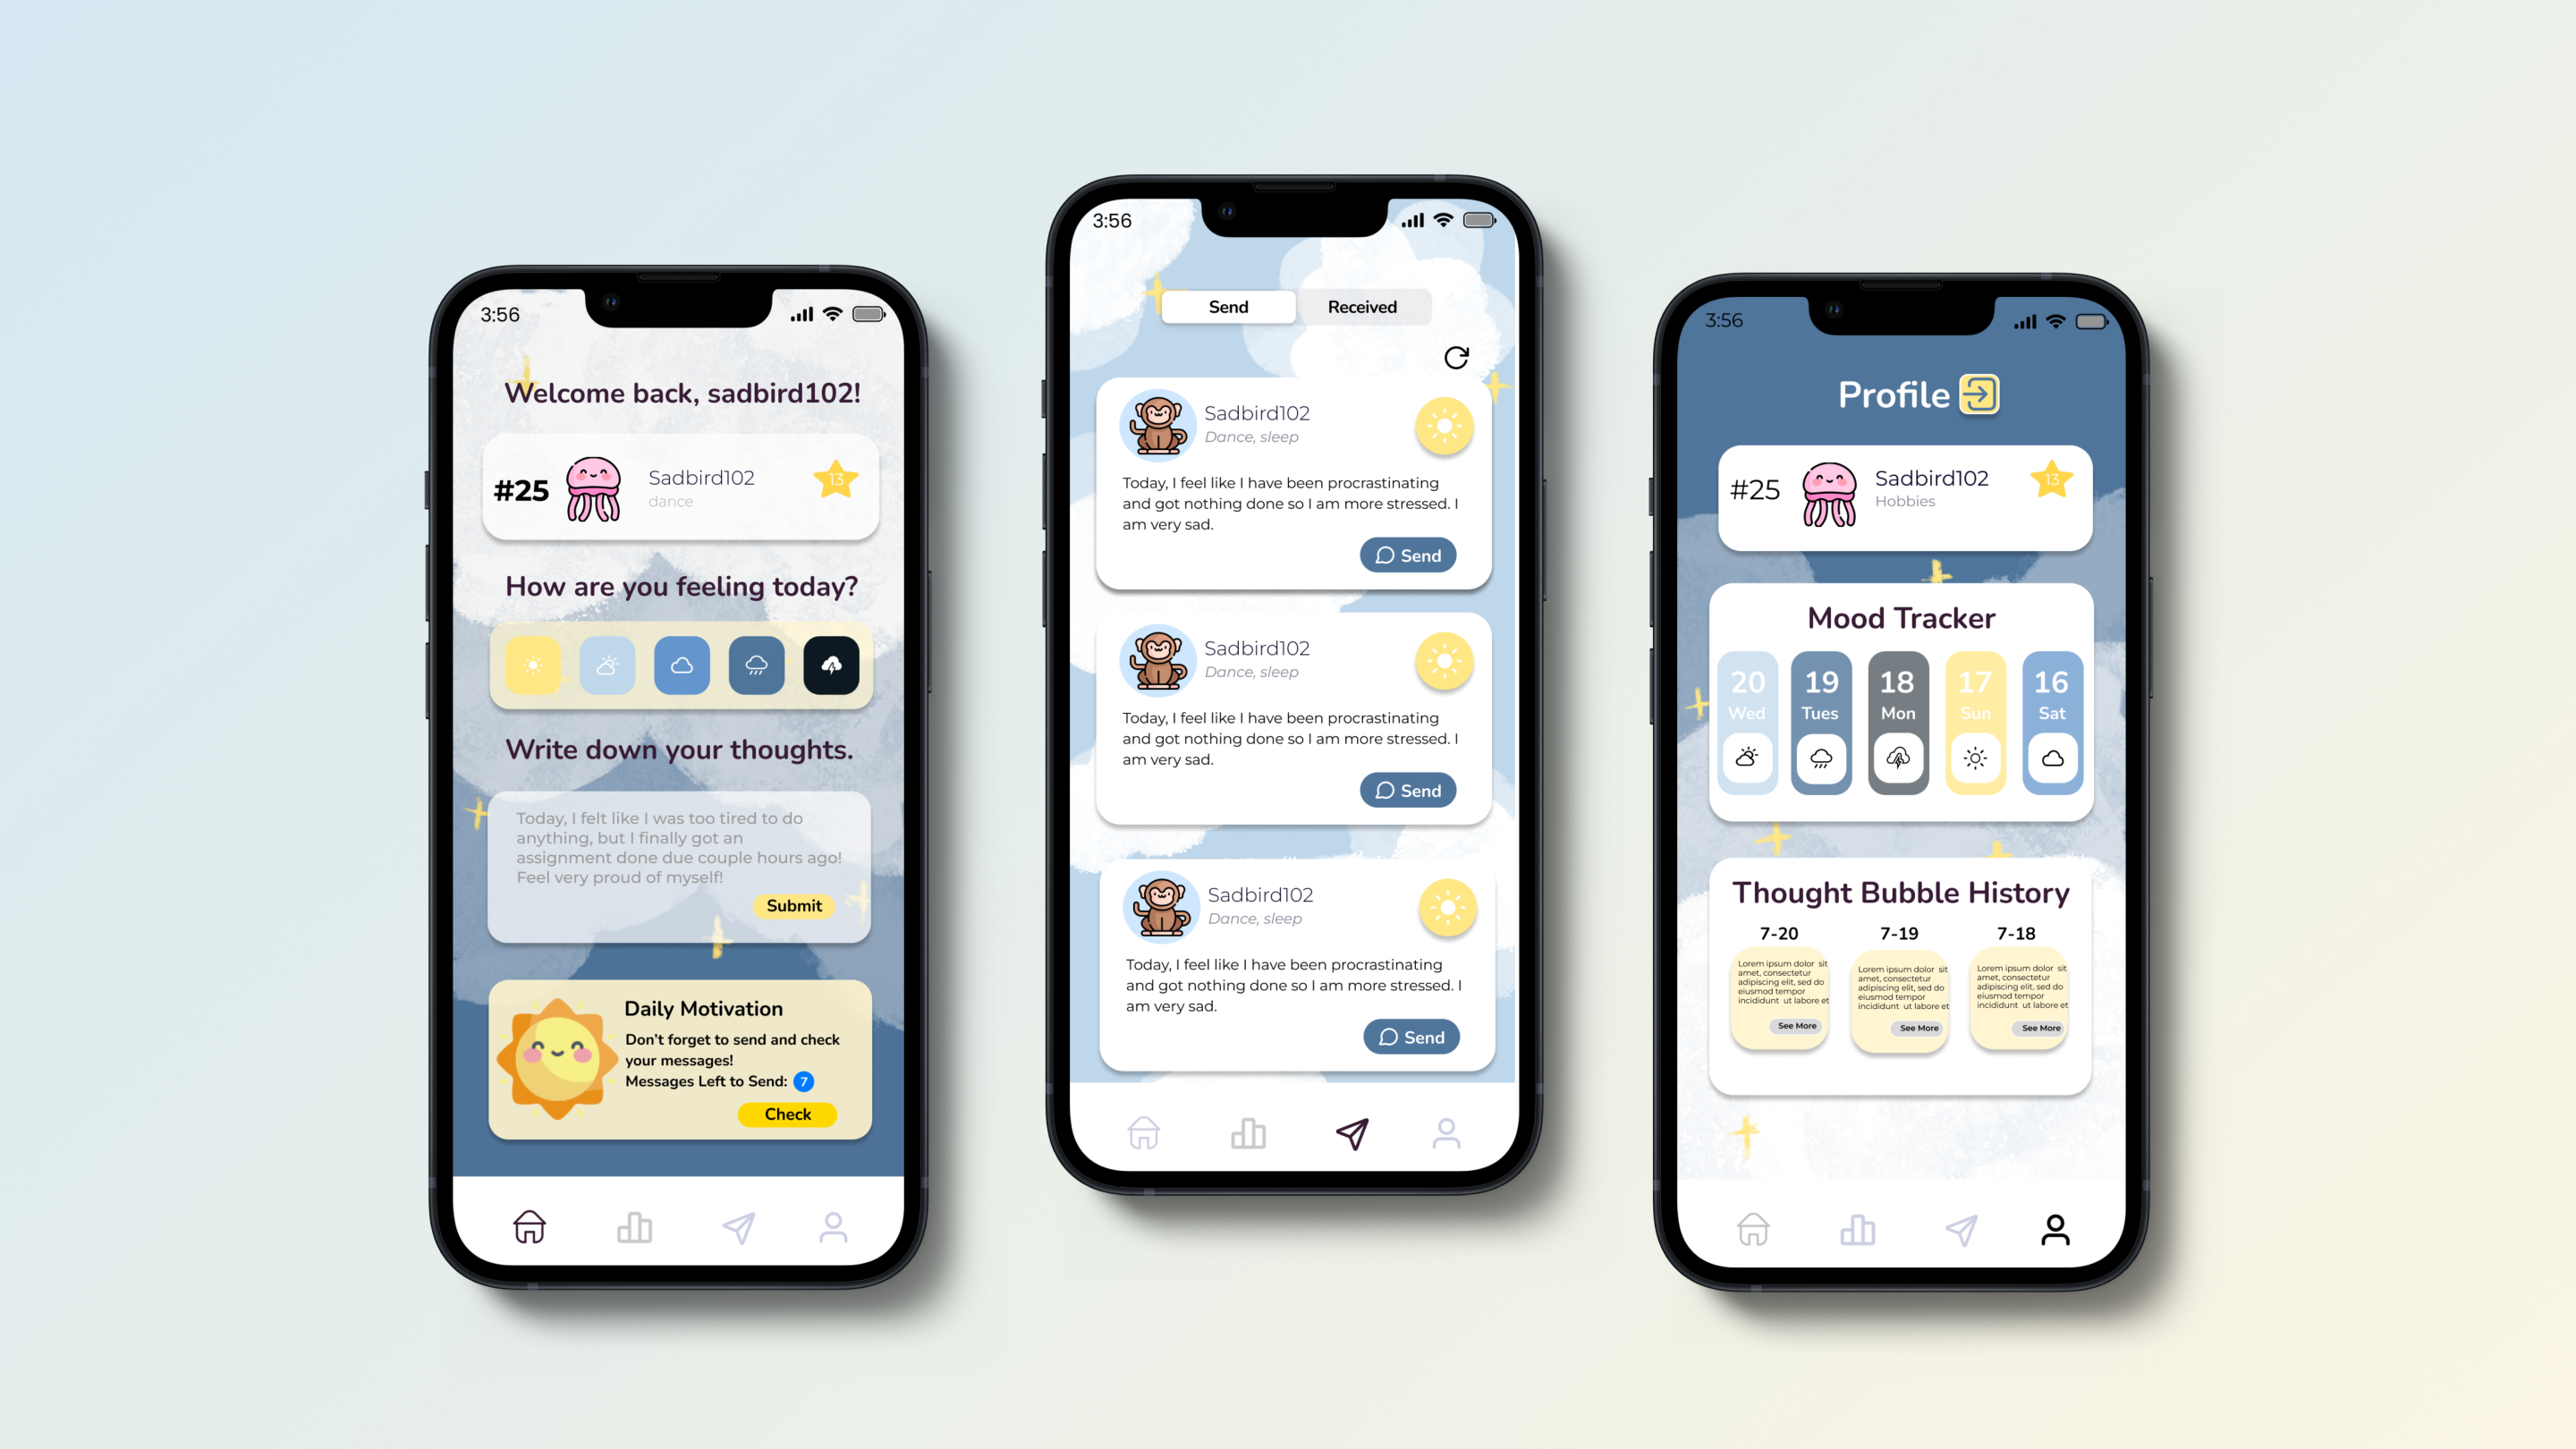 3:56
Welcome back, sadbird102!
#25
Sadbird102
dance
13
How are you feeling today?
Write down your thoughts.
Today, I felt like I was too tired to do
anything, but I finally got an
assignment done due couple hours ago!
Feel very proud of myself!
Submit
Daily Motivation
Don't forget to send and check
your messages!
Messages Left to Send: 7
Check
3:56
Send
Received
Sadbird102
Dance, sleep
Today, I feel like I have been procrastinating
and got nothing done so I am more stressed. I
am very sad.
Send
Sadbird102
Dance, sleep
Today, I feel like I have been procrastinating
and got nothing done so I am more stressed. I
am very sad.
Send
Sadbird102
Dance, sleep
Today, I feel like I have been procrastinating
and got nothing done so I am more stressed. I
am very sad.
Send
3:56
Profile
#25
Sadbird102
Hobbies
13
Mood Tracker
20 19 18 17 16
Wed Tues Mon Sun Sat
Thought Bubble History
7-20
Lorem ipsum dolor sit
amet, consectetur
adipiscing elit, sed do
eiusmod tempor
incididunt ut labore et
See More
7-19
Lorem ipsum dolor sit
amet, consectetur
adipiscing elit, sed do
eiusmod tempor
incididunt ut labore et
See More
7-18
Lorem ipsum dolor sit
amet, consectetur
adipiscing elit, sed do
eiusmod tempor
incididunt ut labore et
See More